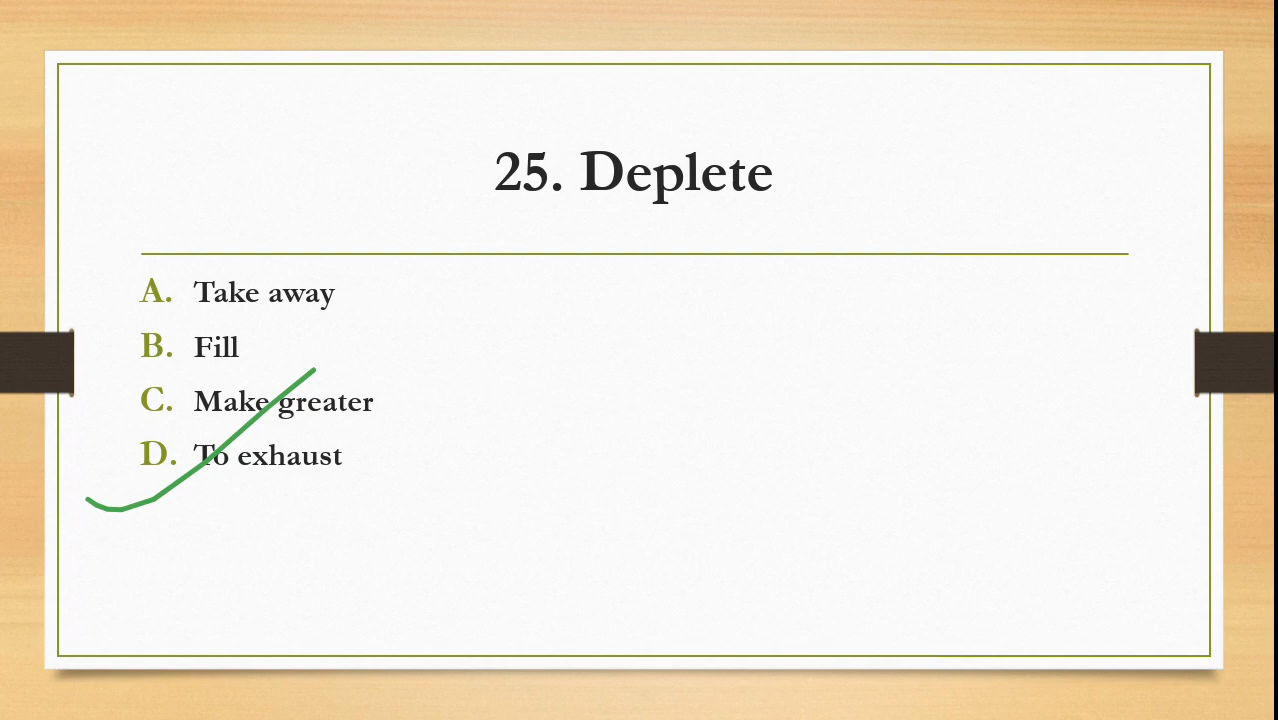 25. Deplete
A. Take away
B. Fill
C. Make greater
D. To exhaust